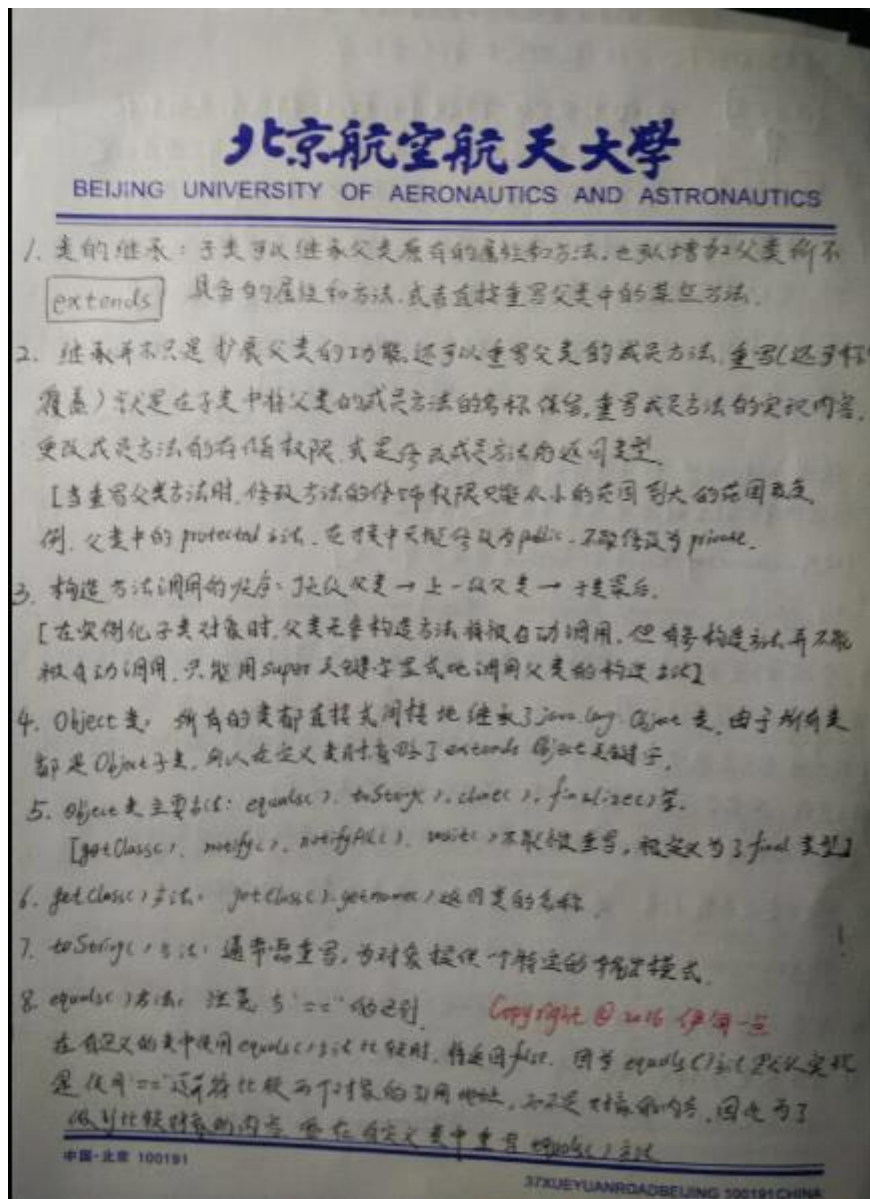 北京航空航天大學
BEIJING UNIVERSITY OF AERONAUTICS AND ASTRONAUTICS
1. 类的继承：子类可以继承父类原有的属性和方法，也可以增加父类所不
extends 具备的属性和方法，或者直接重写父类中的某些方法.
2. 继承并不只是扩展父类的功能，还可以重写父类的成员方法，重写(还可称
覆盖）就是在子类中将父类的成员方法的名称保留，重写成员方法的实现内容，
更改成员方法的存储权限，或是修改成员方法的返回类型.
[当重写父类方法时，修改方法的修饰权限只能从小的范围到大的范围改变
例. 父类中的protected方法，在子类中只能修改为public，不能修改为private.
3. 构造方法调用的顺序：顶级父类→上一级父类→子类最后.
[在实例化子类对象时，父类无参构造方法将被自动调用，但有参构造方法并不能
被自动调用，只能用super关键字显式地调用父类的构造方法]
4. Object类：所有的类都直接或间接地继承了java.lang.Object类，由于所有类
都是Object子类，所以在定义类时省略了extends Object关键字.
5. Object类主要方法：equals()，toString()，clone()，finalize()等.
[getClass()，notify()，notifyAll()，wait()不能被重写，被定义为了final类型]
6. getClass()方法：getClass().getname()返回类的名称.
7. toString()方法：通常需重写，为对象提供一个特定的输出模式.
8. equals()方法：注意与"=="的区别.
Copyright @ 2016 伊甸一点
在自定义的类中使用equals()方法比较时，将返回false. 因为equals()方法默认实现
是使用"=="运算符比较两个对象的引用地址，而不是对象的内容，因此为了
做到比较对象的内容，要在自定义类中重写equals()方法
中国-北京 100191
37XUEYUANROADBEIJING 100191CHINA